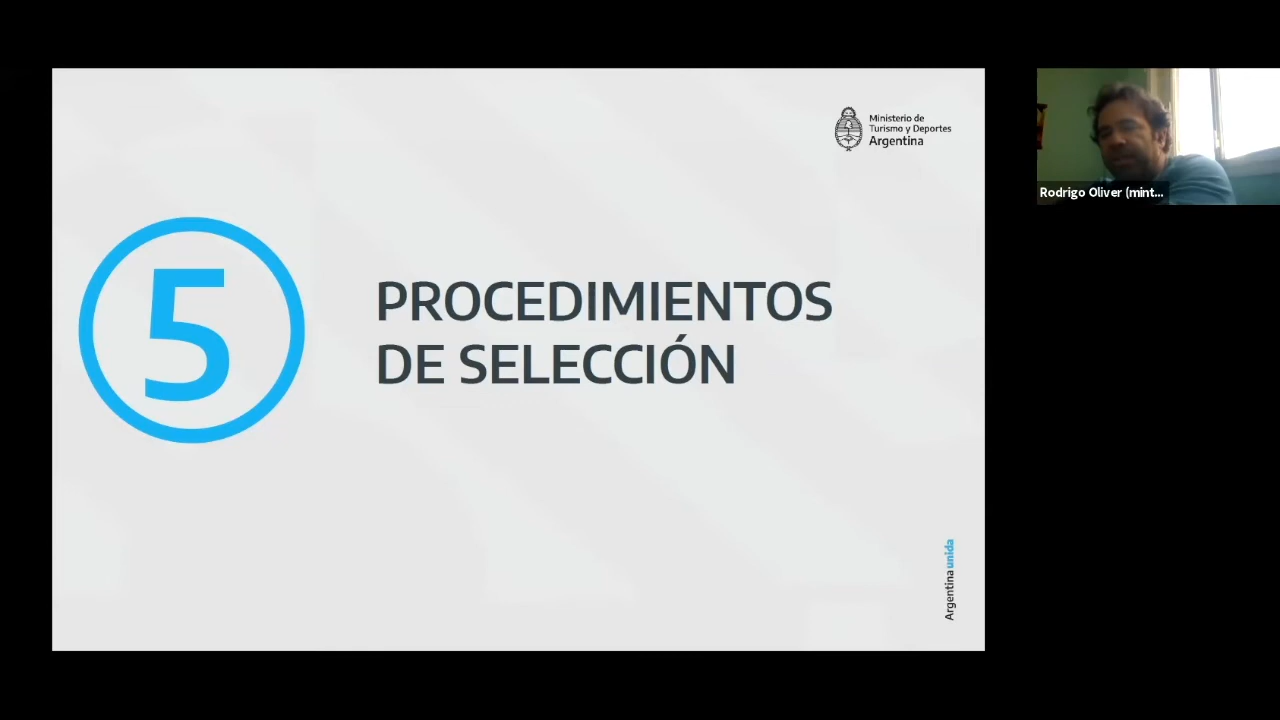 Ministerio de
Turismo y Deportes
Argentina
5
PROCEDIMIENTOS
DE SELECCIÓN
Argentina unida
Rodrigo Oliver (mint...